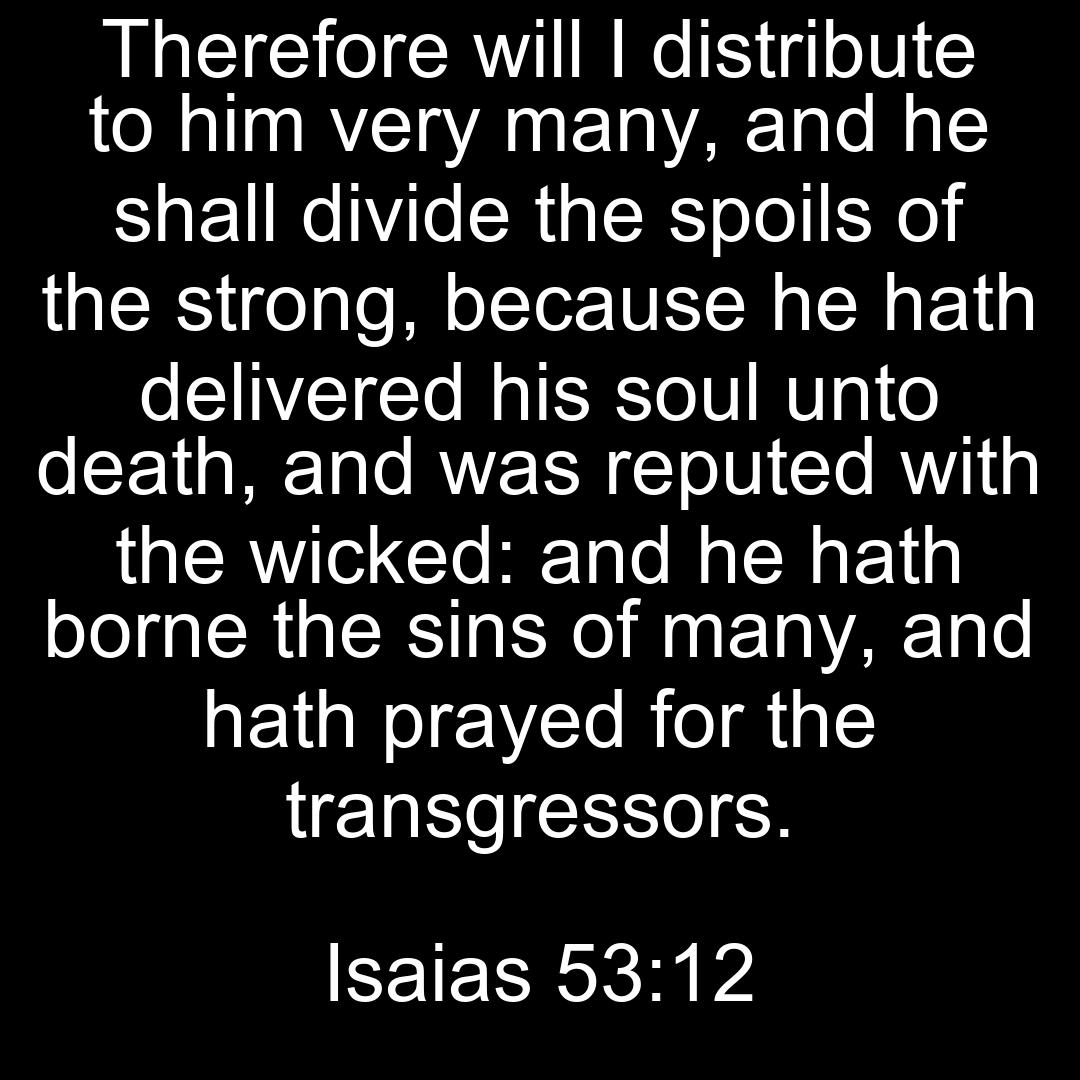 Therefore will I distribute
to him very many, and he
shall divide the spoils of
the strong, because he hath
delivered his soul unto
death, and was reputed with
the wicked: and he hath
borne the sins of many, and
hath prayed for the
transgressors.
Isaias 53:12